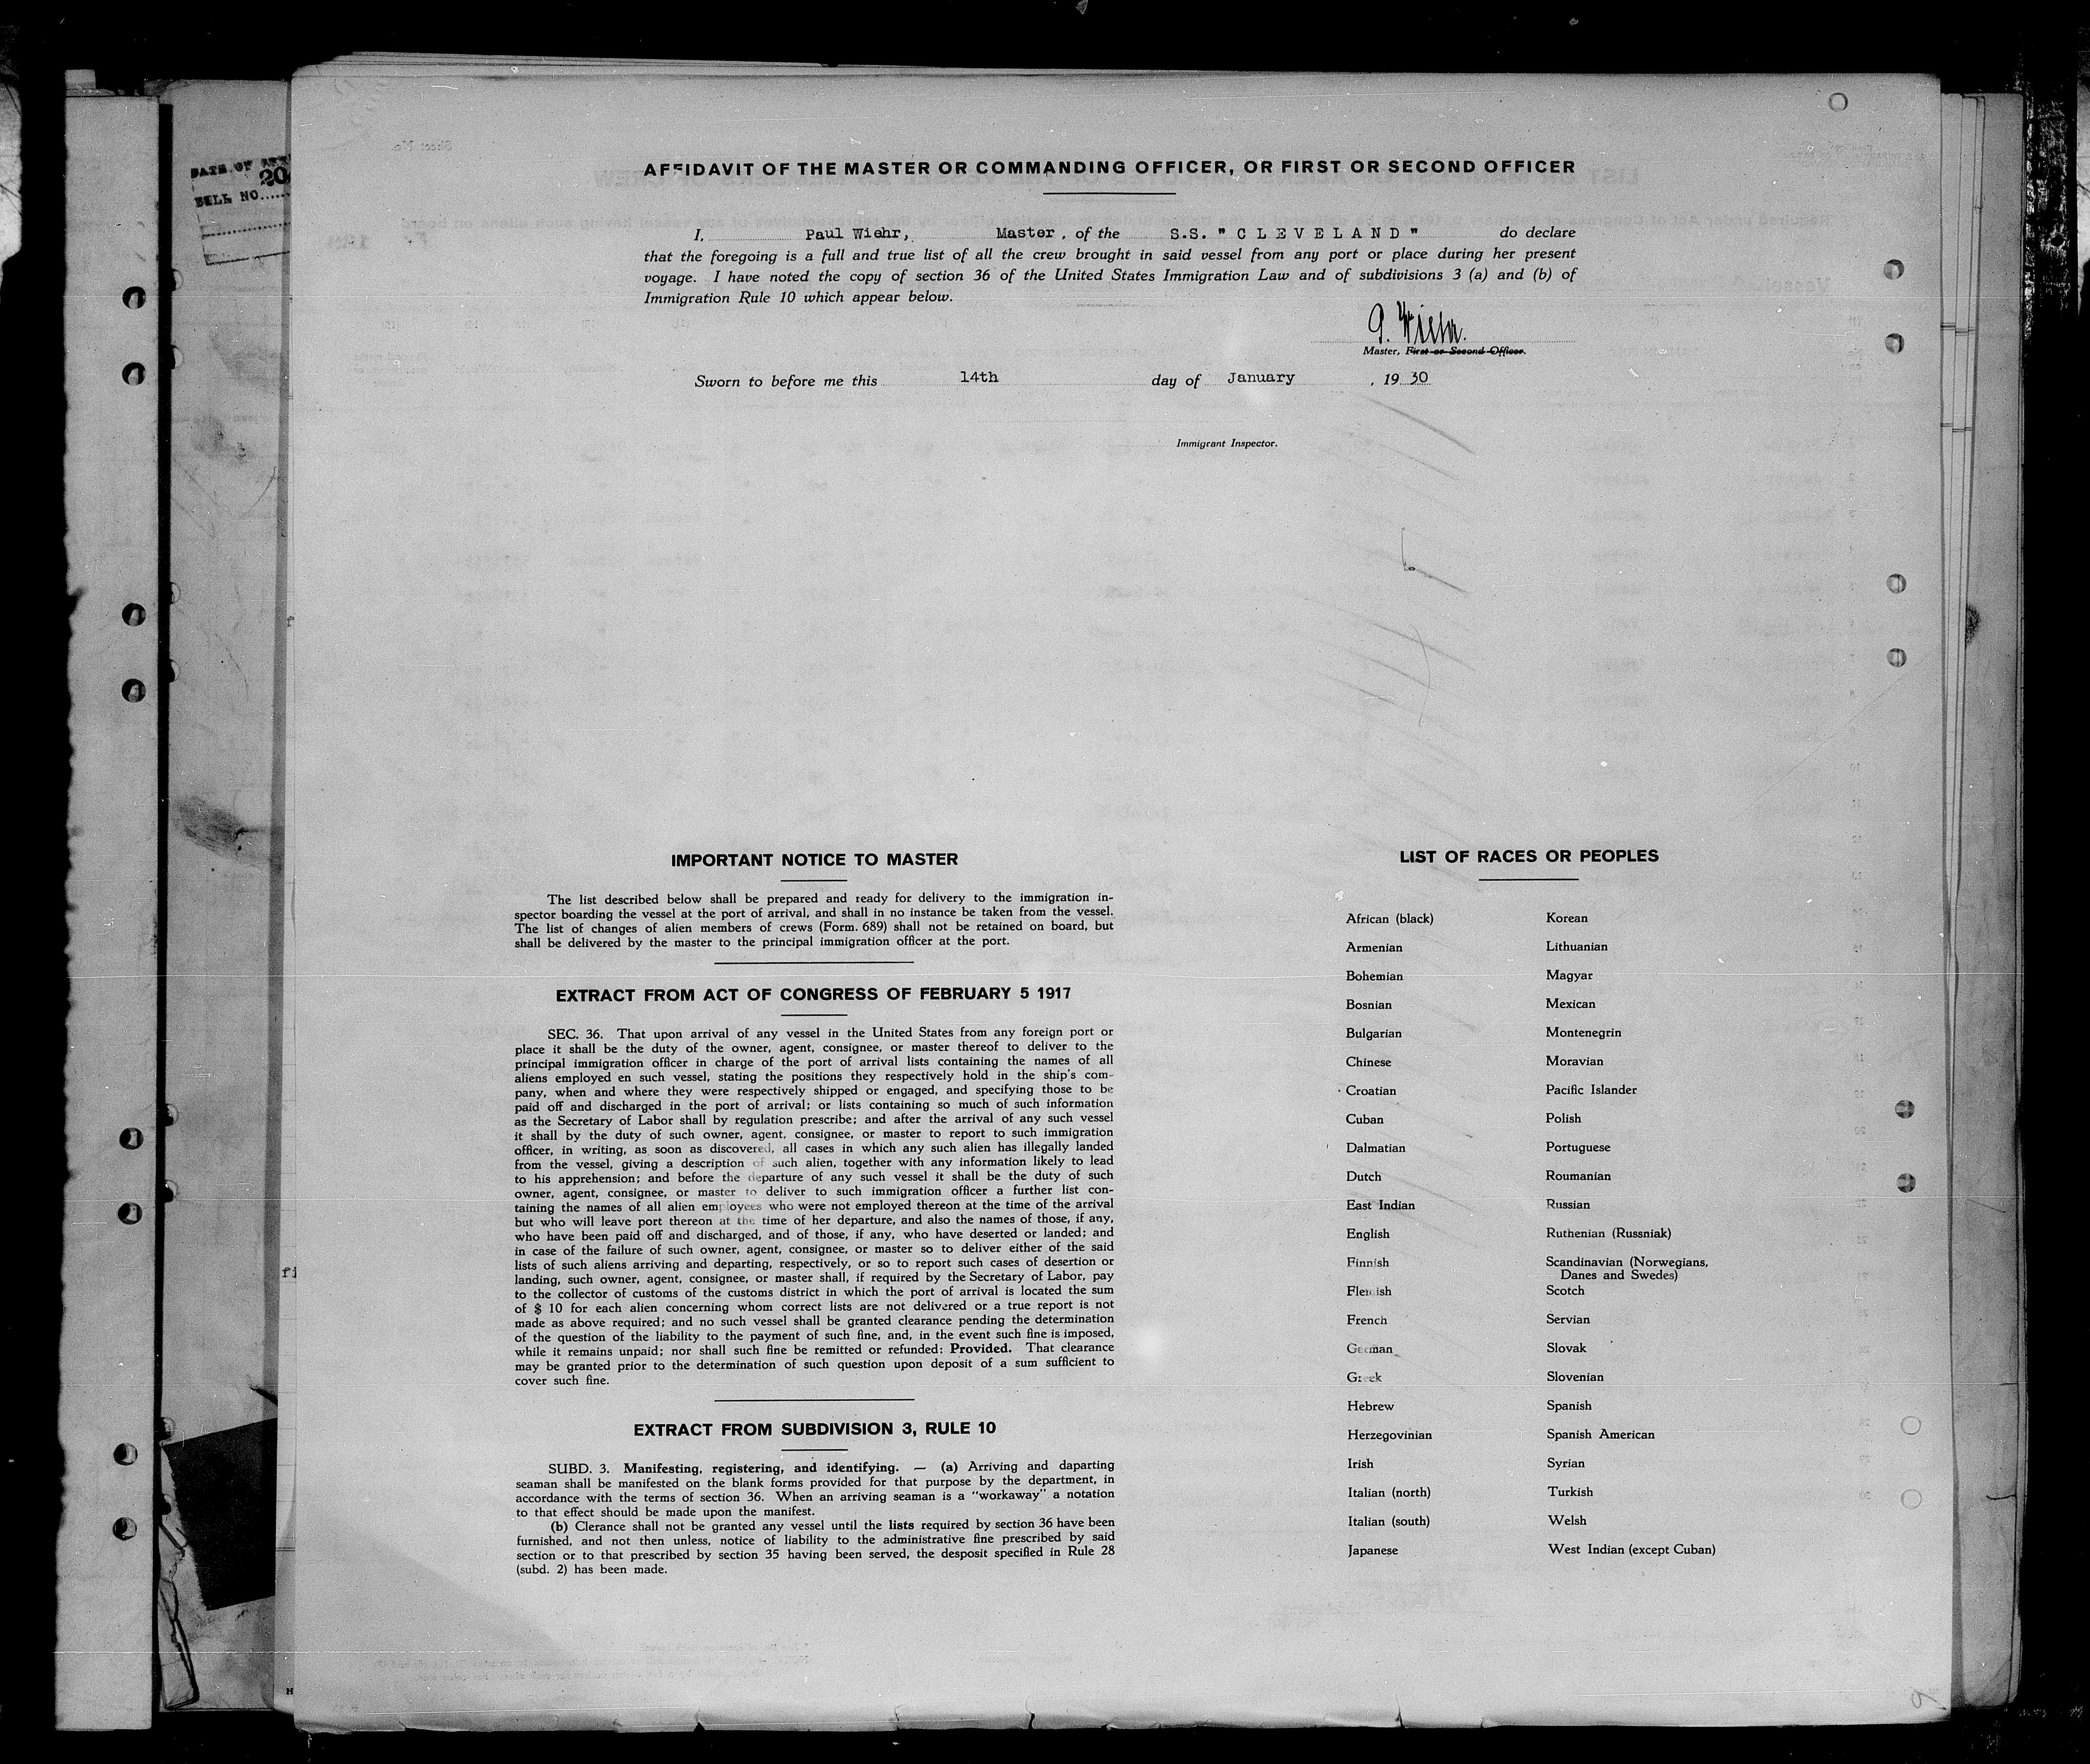 DATE OF
20
BILL NO.
AFFIDAVIT OF THE MASTER OR COMMANDING OFFICER, OR FIRST OR SECOND OFFICER
I, Paul Wiehr, Master, of the S.S. "CLEVELAND" do declare
that the foregoing is a full and true list of all the crew brought in said vessel from any port or place during her present
voyage. I have noted the copy of section 36 of the United States Immigration Law and of subdivisions 3 (a) and (b) of
Immigration Rule 10 which appear below.
P. Wiehr.
Master, First or Second Officer.
Sworn to before me this 14th day of January, 19 30
Immigrant Inspector.
IMPORTANT NOTICE TO MASTER
The list described below shall be prepared and ready for delivery to the immigration in-
spector boarding the vessel at the port of arrival, and shall in no instance be taken from the vessel.
The list of changes of alien members of crews (Form. 689) shall not be retained on board, but
shall be delivered by the master to the principal immigration officer at the port.
EXTRACT FROM ACT OF CONGRESS OF FEBRUARY 5 1917
SEC. 36. That upon arrival of any vessel in the United States from any foreign port or
place it shall be the duty of the owner, agent, consignee, or master thereof to deliver to the
principal immigration officer in charge of the port of arrival lists containing the names of all
aliens employed en such vessel, stating the positions they respectively hold in the ship's com-
pany, when and where they were respectively shipped or engaged, and specifying those to be
paid off and discharged in the port of arrival; or lists containing so much of such information
as the Secretary of Labor shall by regulation prescribe; and after the arrival of any such vessel
it shall by the duty of such owner, agent, consignee, or master to report to such immigration
officer, in writing, as soon as discovered, all cases in which any such alien has illegally landed
from the vessel, giving a description of such alien, together with any information likely to lead
to his apprehension; and before the departure of any such vessel it shall be the duty of such
owner, agent, consignee, or master to deliver to such immigration officer a further list con-
taining the names of all alien employees who were not employed thereon at the time of the arrival
but who will leave port thereon at the time of her departure, and also the names of those, if any,
who have been paid off and discharged, and of those, if any, who have deserted or landed; and
in case of the failure of such owner, agent, consignee, or master so to deliver either of the said
lists of such aliens arriving and departing, respectively, or so to report such cases of desertion or
landing, such owner, agent, consignee, or master shall, if required by the Secretary of Labor, pay
to the collector of customs of the customs district in which the port of arrival is located the sum
of $ 10 for each alien concerning whom correct lists are not delivered or a true report is not
made as above required; and no such vessel shall be granted clearance pending the determination
of the question of the liability to the payment of such fine, and, in the event such fine is imposed,
while it remains unpaid; nor shall such fine be remitted or refunded: Provided. That clearance
may be granted prior to the determination of such question upon deposit of a sum sufficient to
cover such fine.
EXTRACT FROM SUBDIVISION 3, RULE 10
SUBD. 3. Manifesting, registering, and identifying. — (a) Arriving and daparting
seaman shall be manifested on the blank forms provided for that purpose by the department, in
accordance with the terms of section 36. When an arriving seaman is a "workaway" a notation
to that effect should be made upon the manifest.
(b) Clerance shall not be granted any vessel until the lists required by section 36 have been
furnished, and not then unless, notice of liability to the administrative fine prescribed by said
section or to that prescribed by section 35 having been served, the desposit specified in Rule 28
(subd. 2) has been made.
LIST OF RACES OR PEOPLES
African (black)
Armenian
Bohemian
Bosnian
Bulgarian
Chinese
Croatian
Cuban
Dalmatian
Dutch
East Indian
English
Finnish
Flemish
French
German
Greek
Hebrew
Herzegovinian
Irish
Italian (north)
Italian (south)
Japanese
Korean
Lithuanian
Magyar
Mexican
Montenegrin
Moravian
Pacific Islander
Polish
Portuguese
Roumanian
Russian
Ruthenian (Russniak)
Scandinavian (Norwegians,
Danes and Swedes)
Scotch
Servian
Slovak
Slovenian
Spanish
Spanish American
Syrian
Turkish
Welsh
West Indian (except Cuban)